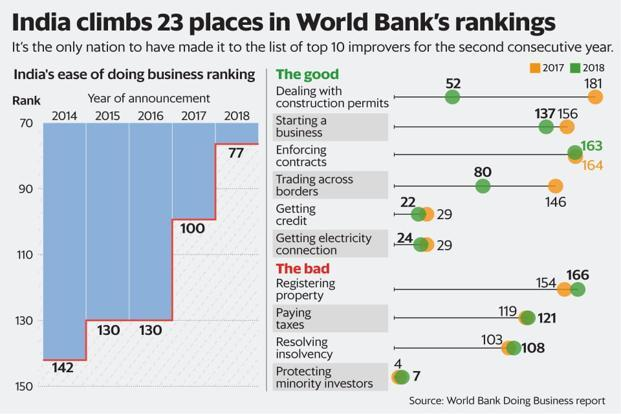 India climbs 23 places in World Bank's rankings
It's the only nation to have made it to the list of top 10 improvers for the second consecutive year.
India's ease of doing business ranking
Rank
Year of announcement
2014 2015 2016 2017 2018
70
90
110
130
150
142
130
130
100
77
The good
2017 2018
Dealing with
construction permits
52 181
Starting a
business
137 156
Enforcing
contracts
163
164
Trading across
borders
80
146
Getting
credit
22 29
Getting electricity
connection
24 29
The bad
Registering
property
154 166
Paying
taxes
119 121
Resolving
insolvency
103 108
Protecting
minority investors
4 7
Source: World Bank Doing Business report